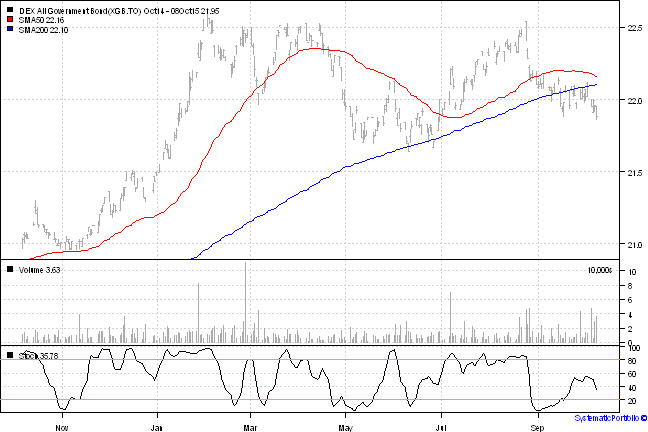 DEX All Government Bond(XGB.TO) Oct14 - 08Oct15 21.95
SMA50 22.16
SMA200 22.10
22.5
22.0
21.5
21.0
Volume 3.63
10,000s
10
8
6
4
2
0
Stock 35.78
100
80
60
40
20
Nov Jan Mar May Jul Sep
SystematicPortfolio ©